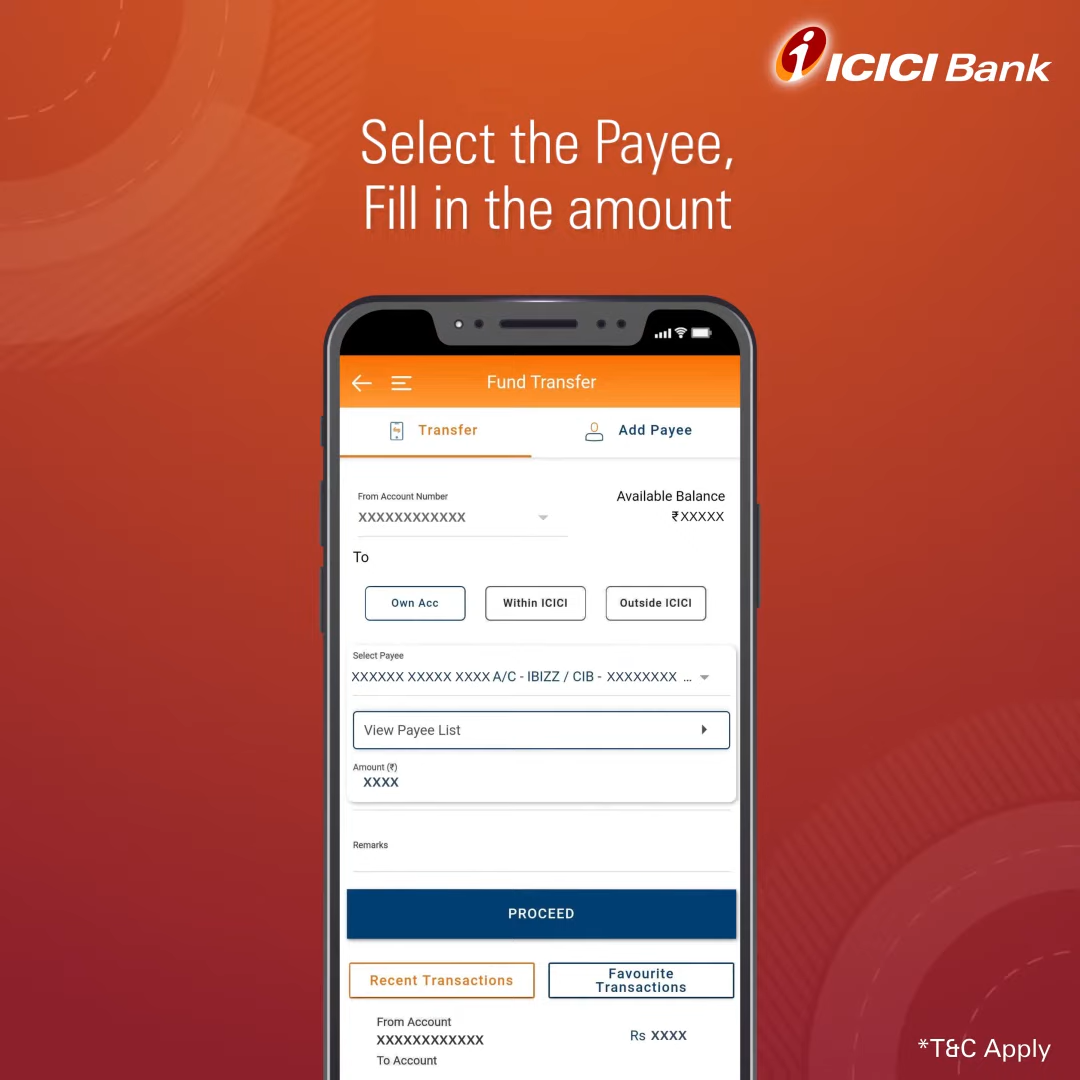 ICICI Bank
Select the Payee,
Fill in the amount
Fund Transfer
Transfer
Add Payee
From Account Number
Available Balance
XXXXXXXXXXXX
₹XXXXX
To
Own Acc
Within ICICI
Outside ICICI
Select Payee
XXXXXX XXXXX XXXX A/C - IBIZZ / CIB - XXXXXXXX ...
View Payee List
Amount (₹)
XXXX
Remarks
PROCEED
Recent Transactions
Favourite
Transactions
From Account
XXXXXXXXXXXX
Rs XXXX
To Account
*T&C Apply